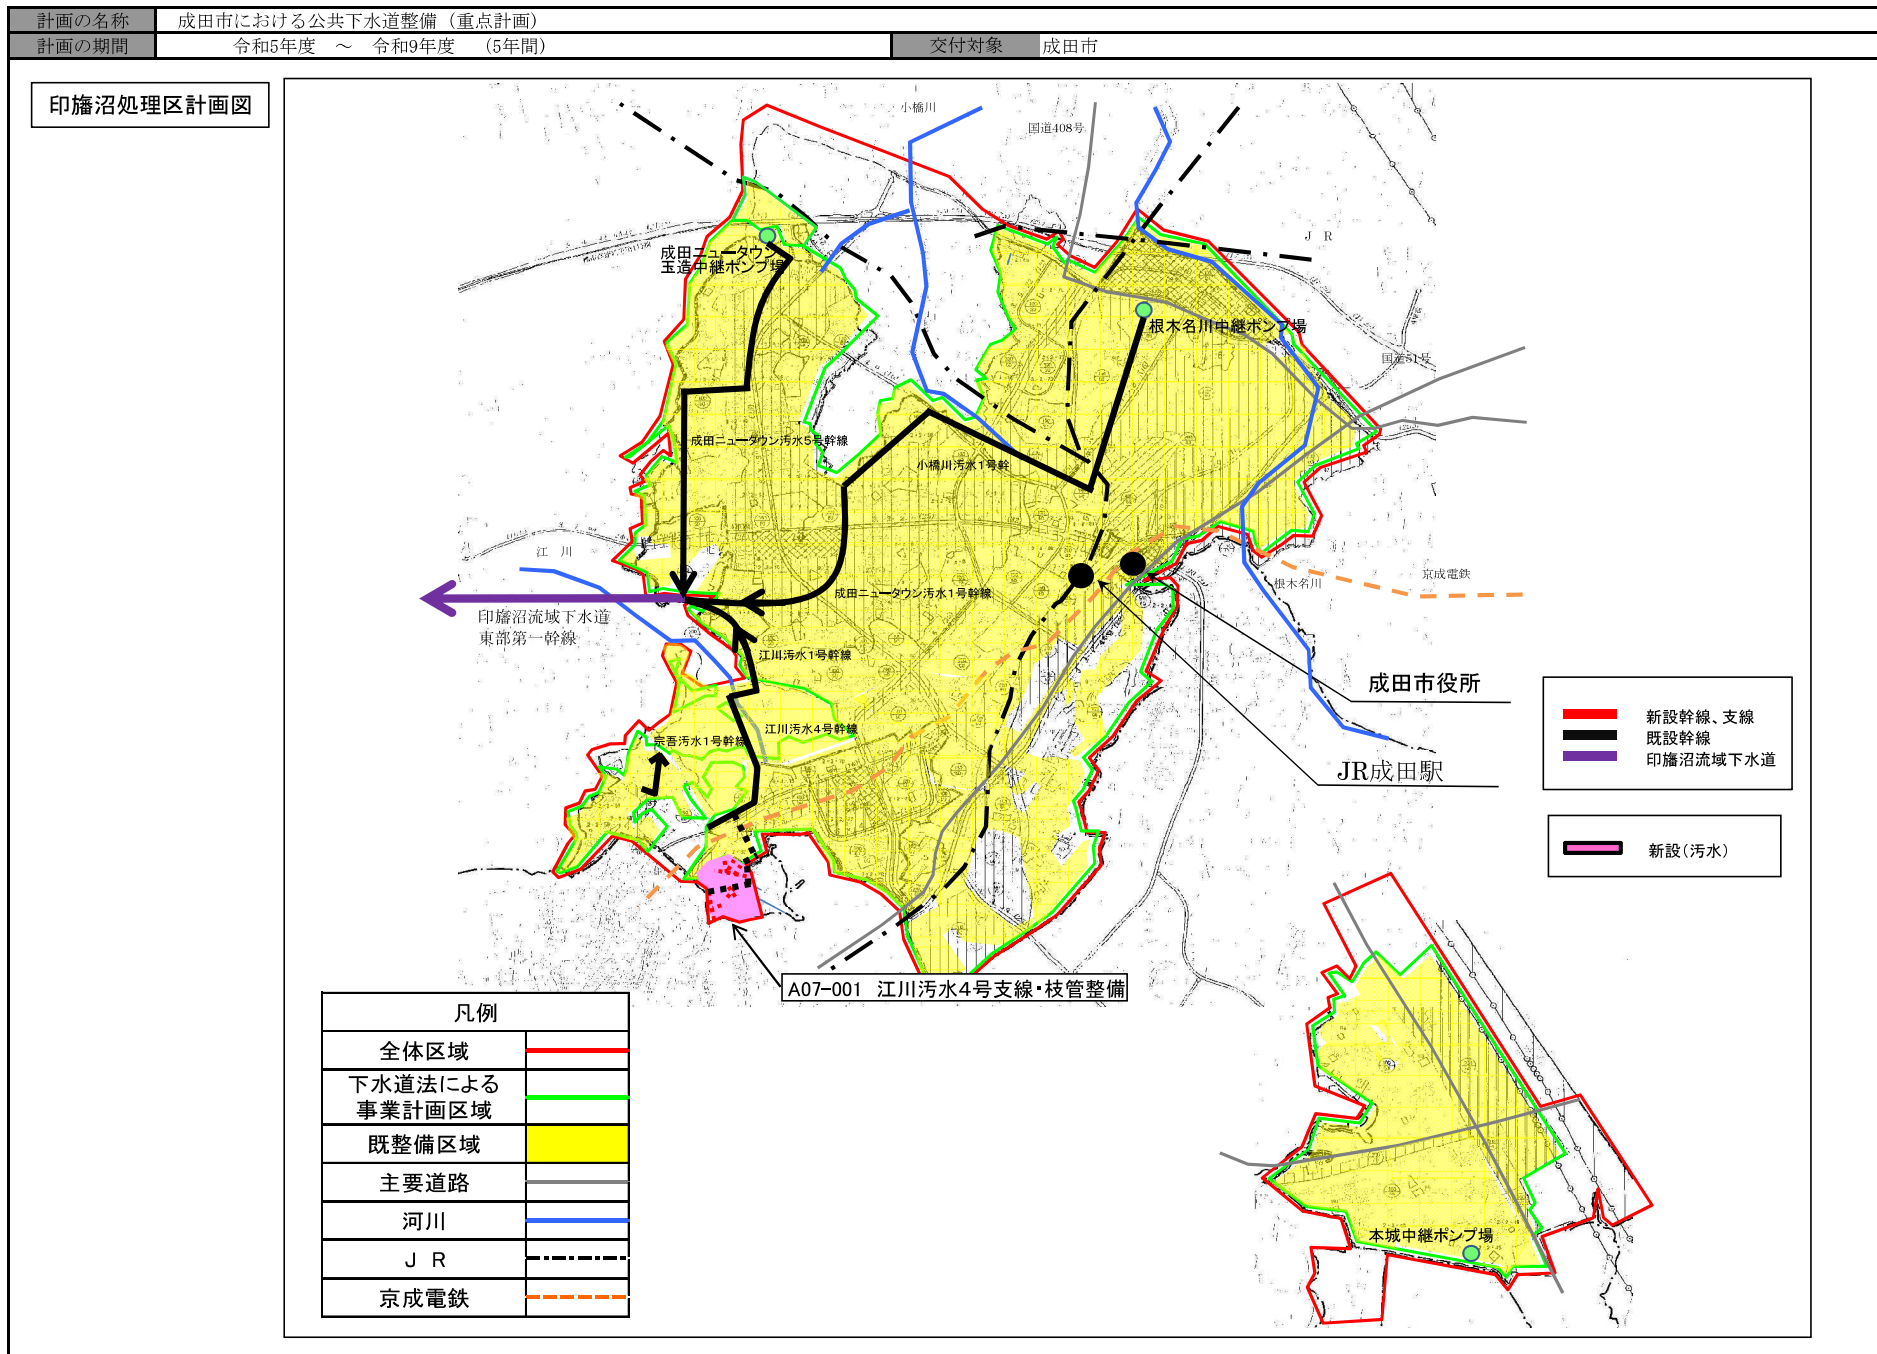 計画の名称 成田市における公共下水道整備（重点計画）
計画の期間 令和5年度 ～ 令和9年度 （5年間） 交付対象 成田市
印旛沼処理区計画図
小橋川
国道408号
ＪＲ
成田ニュータウン
玉造中継ポンプ場
根木名川中継ポンプ場
国道51号
成田ニュータウン汚水5号幹線
小橋川汚水1号幹
江 川
京成電鉄
根木名川
成田ニュータウン汚水1号幹線
印旛沼流域下水道
東部第一幹線
江川汚水1号幹線
成田市役所
江川汚水4号幹線
宗吾汚水1号幹線
JR成田駅
新設幹線、支線
既設幹線
印旛沼流域下水道
新設（汚水）
A07-001 江川汚水4号支線・枝管整備
凡例
全体区域
下水道法による
事業計画区域
既整備区域
主要道路
河川
Ｊ Ｒ
京成電鉄
本城中継ポンプ場